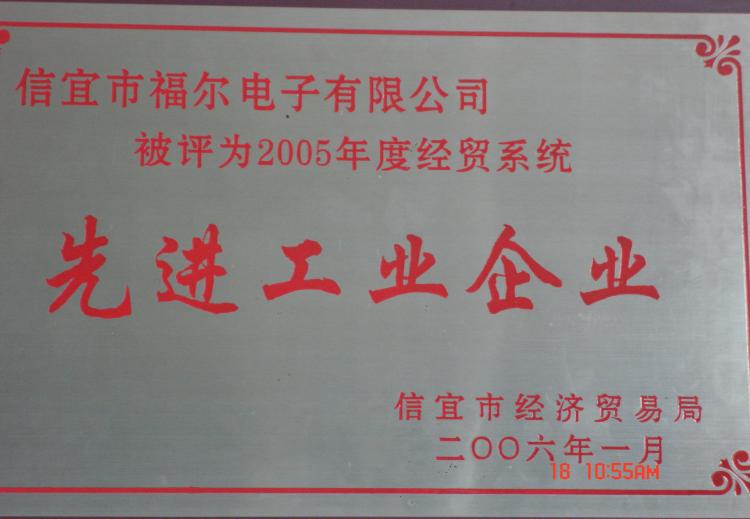 信宜市福尔电子有限公司
被评为2005年度经贸系统
先进工业企业
信宜市经济贸易局
二〇〇六年一月
18 10:55AM